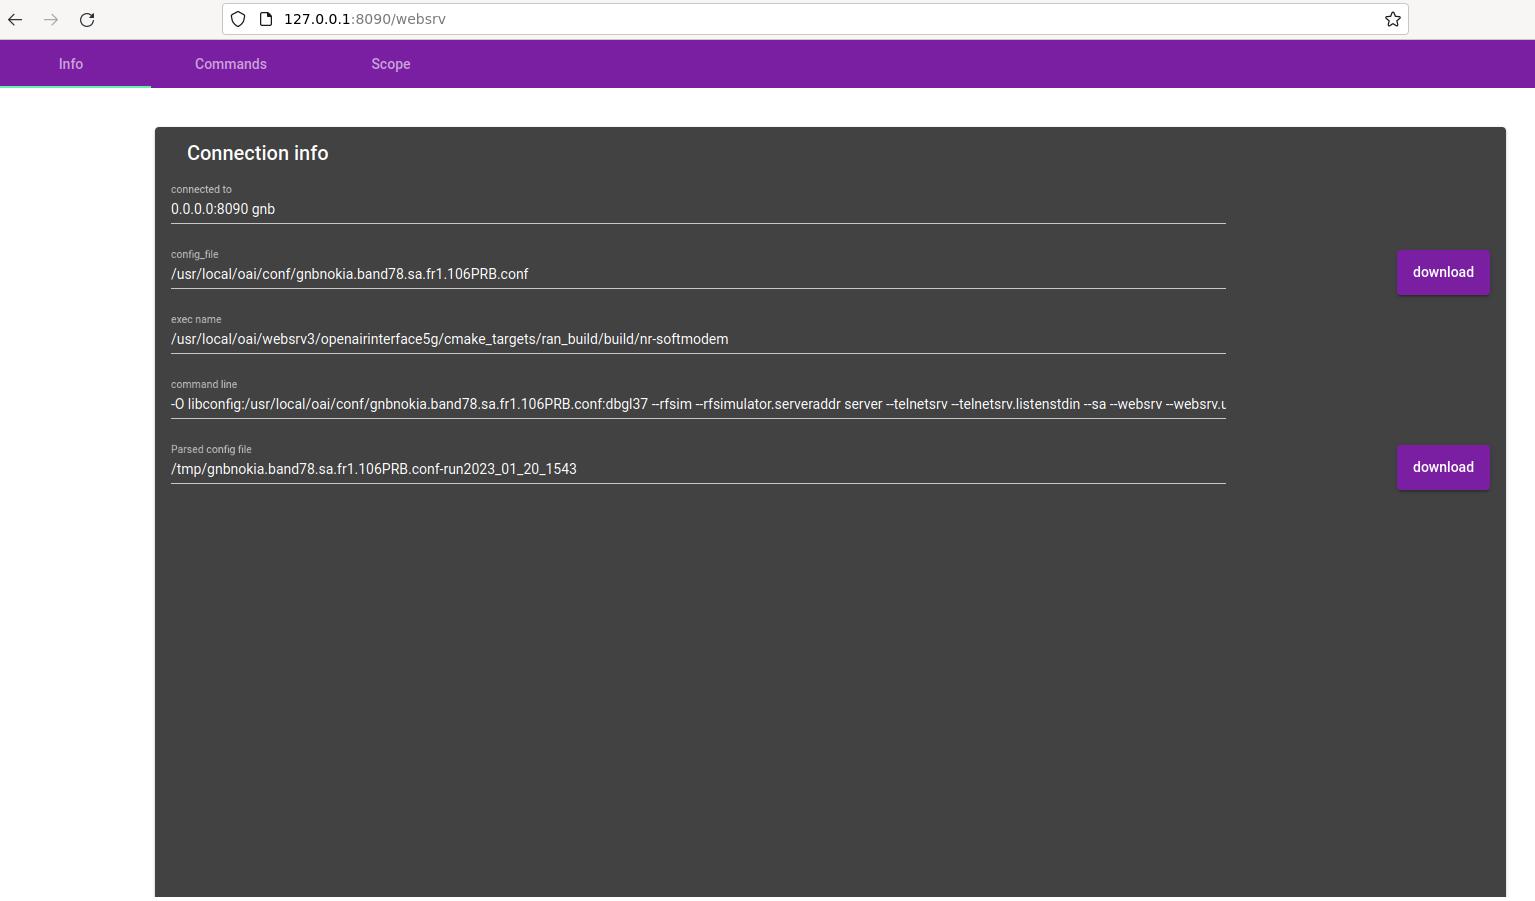 127.0.0.1:8090/websrv
Info Commands Scope
Connection info
connected to
0.0.0.0:8090 gnb
config_file
/usr/local/oai/conf/gnbnokia.band78.sa.fr1.106PRB.conf
download
exec name
/usr/local/oai/websrv3/openairinterface5g/cmake_targets/ran_build/build/nr-softmodem
command line
-O libconfig:/usr/local/oai/conf/gnbnokia.band78.sa.fr1.106PRB.conf:dbgl37 --rfsim --rfsimulator.serveraddr server --telnetsrv --telnetsrv.listenstdin --sa --websrv --websrv.u
Parsed config file
/tmp/gnbnokia.band78.sa.fr1.106PRB.conf-run2023_01_20_1543
download